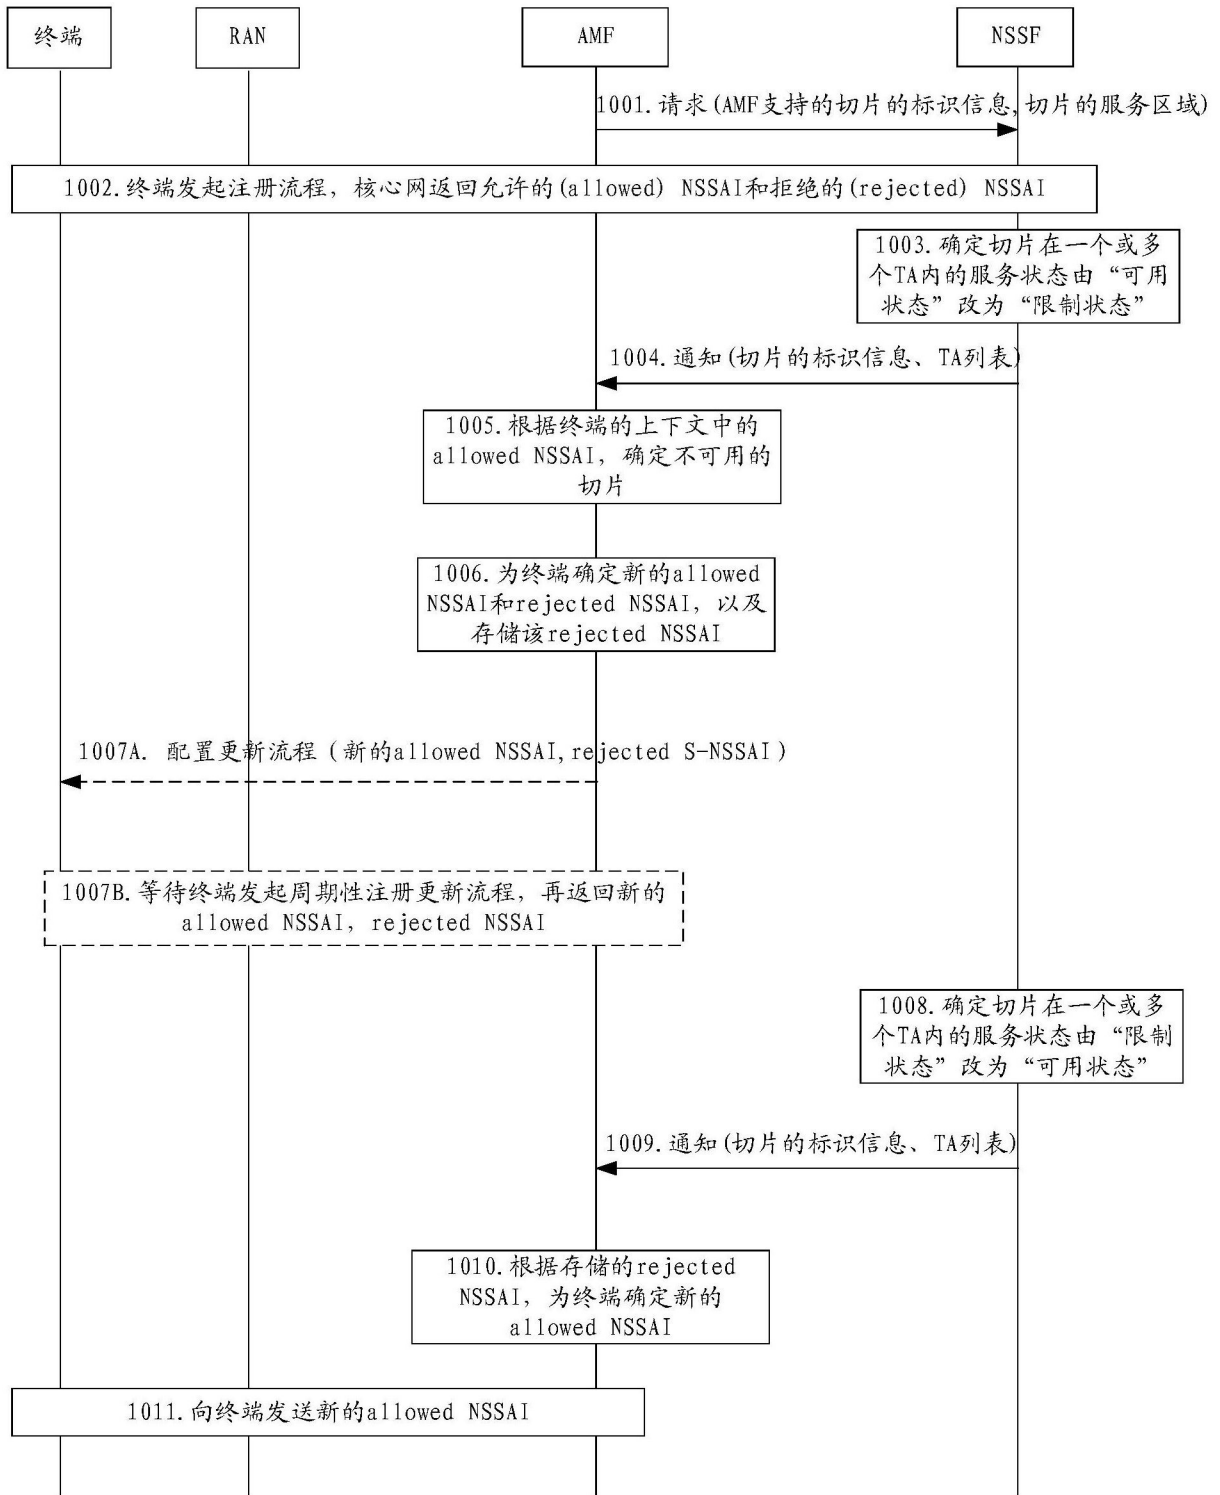 终端
RAN
AMF
NSSF
1001.请求(AMF支持的切片的标识信息,切片的服务区域)
1002.终端发起注册流程，核心网返回允许的(allowed) NSSAI和拒绝的(rejected) NSSAI
1003.确定切片在一个或多
个TA内的服务状态由“可用
状态”改为“限制状态”
1004.通知(切片的标识信息、TA列表)
1005.根据终端的上下文中的
allowed NSSAI，确定不可用的
切片
1006.为终端确定新的allowed
NSSAI和rejected NSSAI，以及
存储该rejected NSSAI
1007A. 配置更新流程（新的allowed NSSAI,rejected S-NSSAI）
1007B.等待终端发起周期性注册更新流程，再返回新的
allowed NSSAI，rejected NSSAI
1008.确定切片在一个或多
个TA内的服务状态由“限制
状态”改为“可用状态”
1009.通知(切片的标识信息、TA列表)
1010.根据存储的rejected
NSSAI，为终端确定新的
allowed NSSAI
1011.向终端发送新的allowed NSSAI